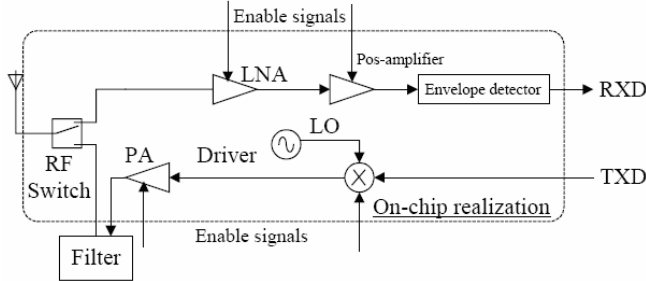 Enable signals
LNA
Pos-amplifier
Envelope detector
RXD
RF
Switch
PA
Driver
LO
TXD
On-chip realization
Enable signals
Filter